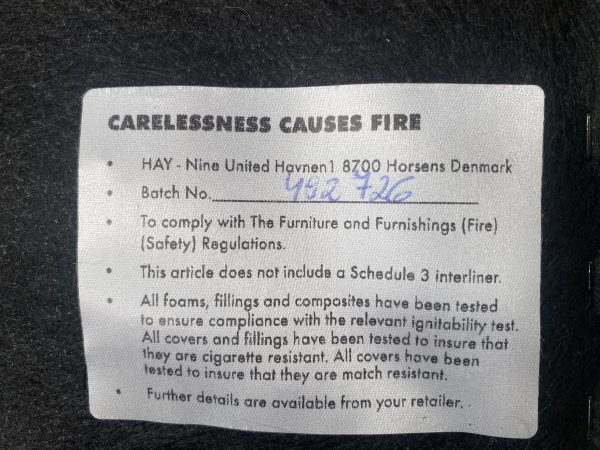 CARELESSNESS CAUSES FIRE
• HAY - Nine United Havnen1 8700 Horsens Denmark
• Batch No. 492 726
• To comply with The Furniture and Furnishings (Fire)
(Safety) Regulations.
• This article does not include a Schedule 3 interliner.
• All foams, fillings and composites have been tested
to ensure compliance with the relevant ignitability test.
All covers and fillings have been tested to insure that
they are cigarette resistant. All covers have been
tested to insure that they are match resistant.
• Further details are available from your retailer.